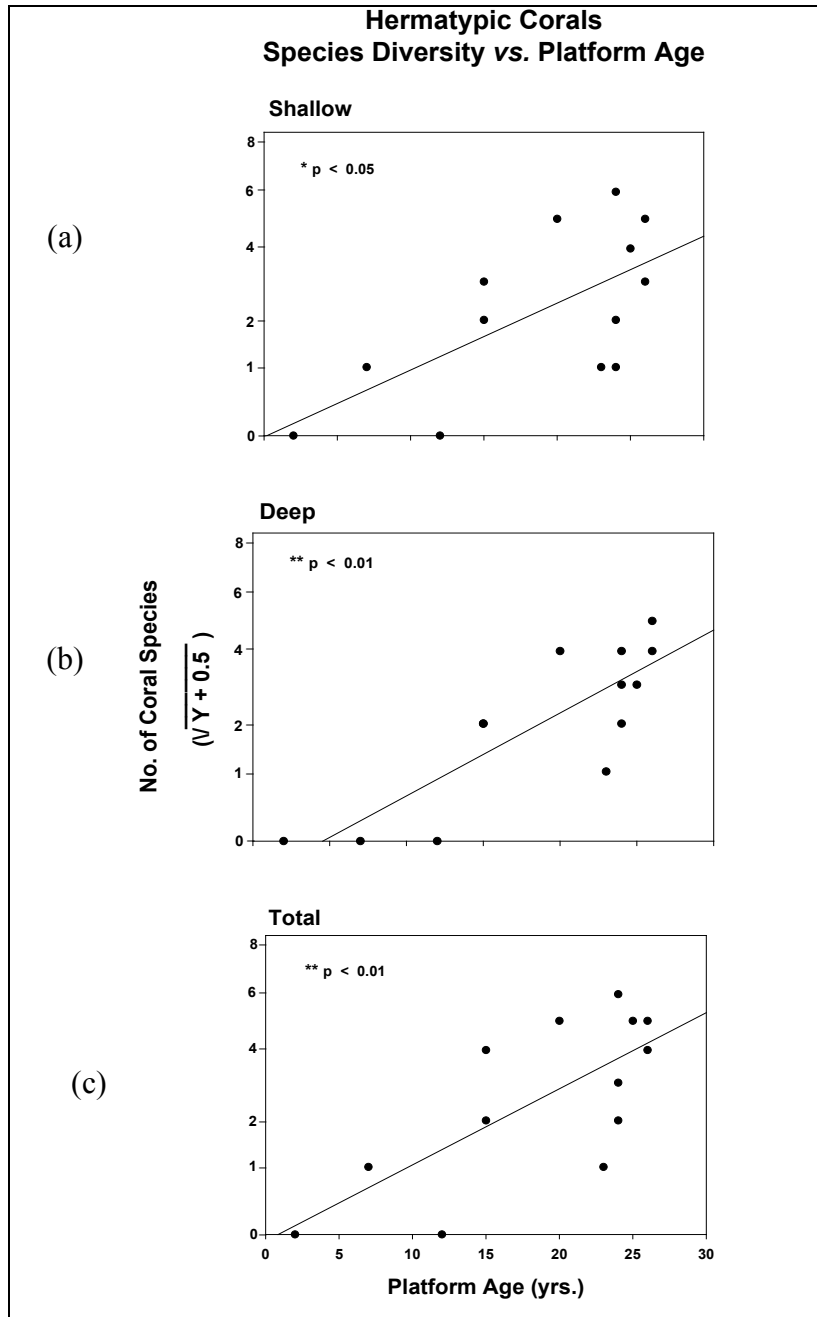 Hermatypic Corals
Species Diversity vs. Platform Age
Shallow
(a)
* p < 0.05
8
6
4
2
1
0
Deep
(b)
** p < 0.01
8
6
4
2
1
0
No. of Coral Species
(√ Y + 0.5 )
Total
(c)
** p < 0.01
8
6
4
2
1
0
0 5 10 15 20 25 30
Platform Age (yrs.)